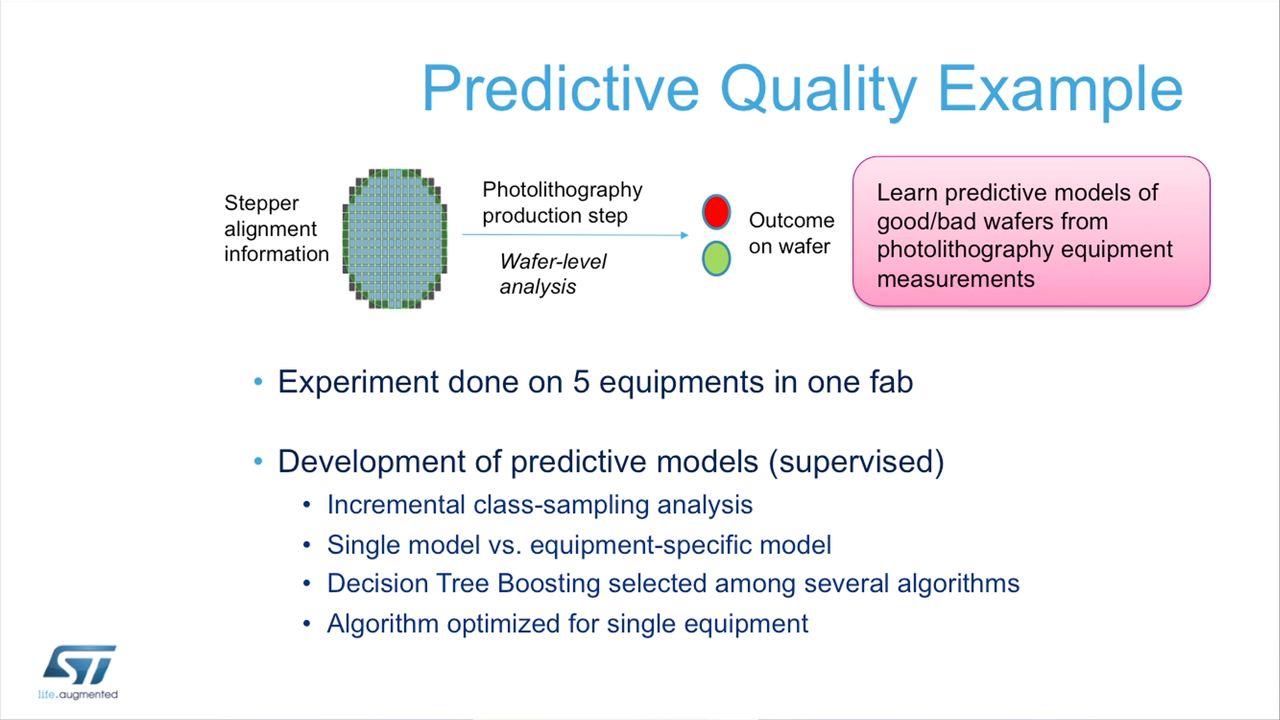 Predictive Quality Example
Stepper
alignment
information
Photolithography
production step
Wafer-level
analysis
Outcome
on wafer
Learn predictive models of
good/bad wafers from
photolithography equipment
measurements
• Experiment done on 5 equipments in one fab
• Development of predictive models (supervised)
• Incremental class-sampling analysis
• Single model vs. equipment-specific model
• Decision Tree Boosting selected among several algorithms
• Algorithm optimized for single equipment
ST
life.augmented